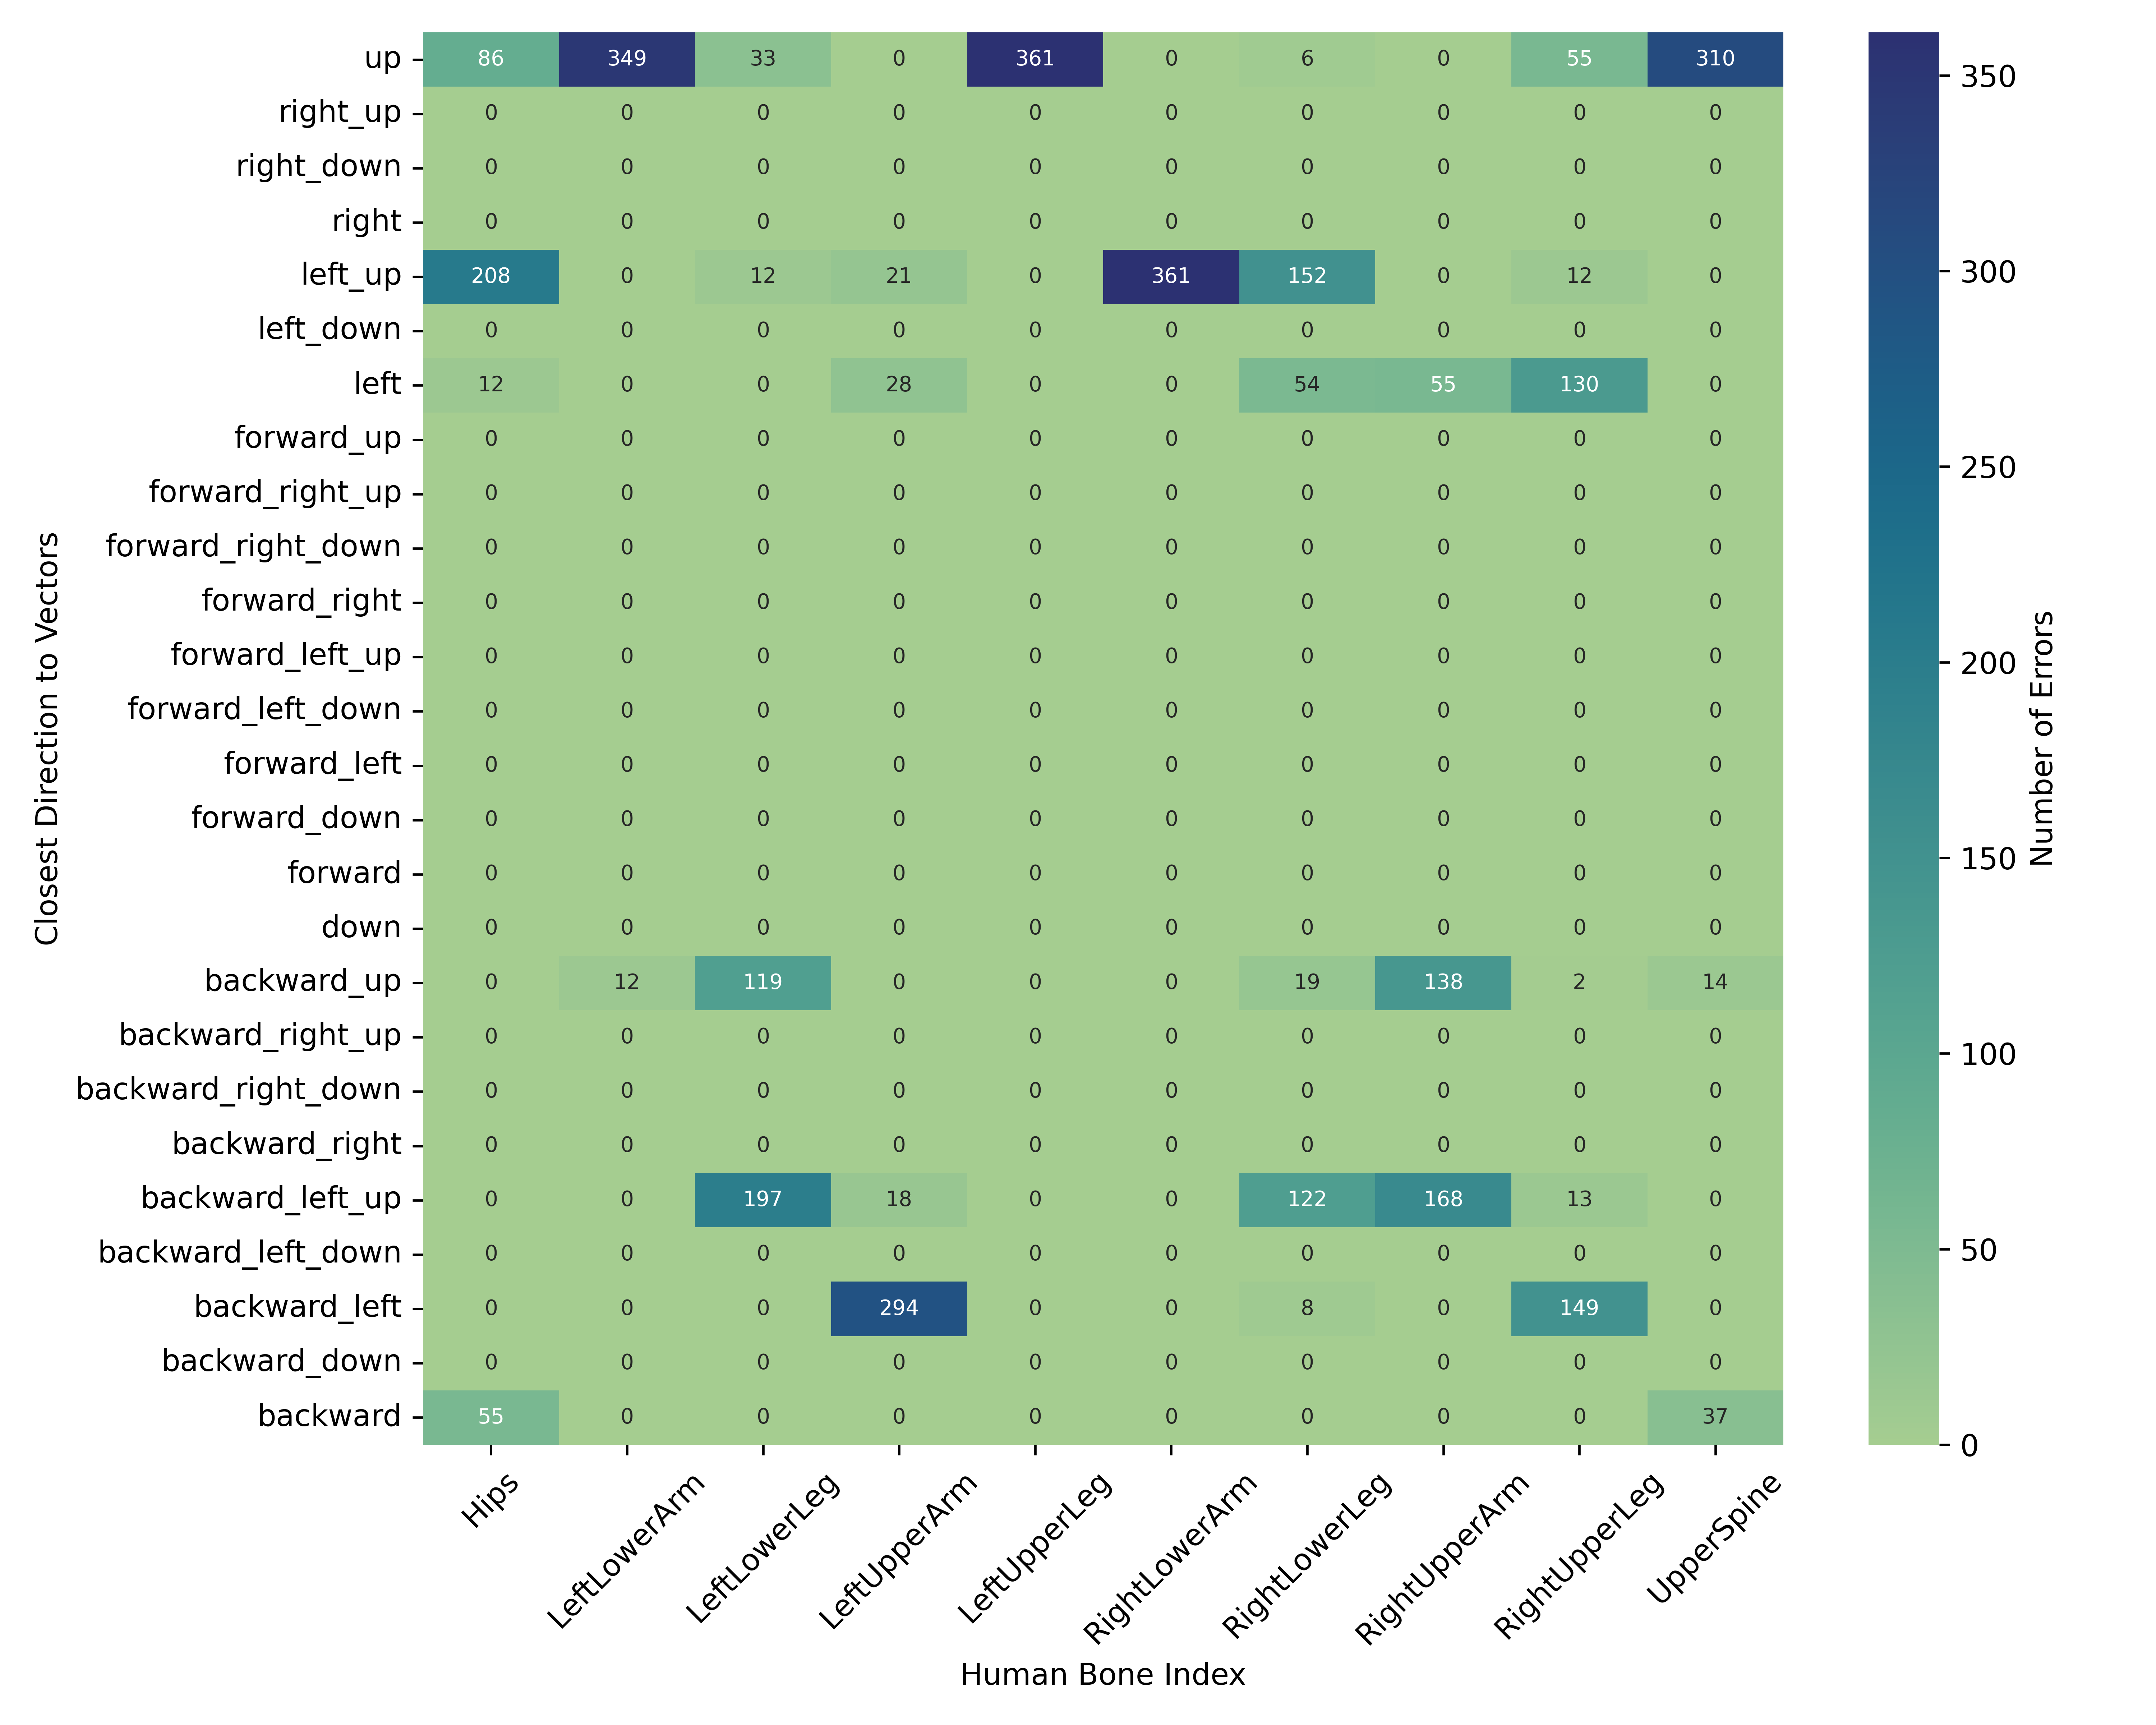 up 86 349 33 0 361 0 6 0 55 310
right_up 0 0 0 0 0 0 0 0 0 0
right_down 0 0 0 0 0 0 0 0 0 0
right 0 0 0 0 0 0 0 0 0 0
left_up 208 0 12 21 0 361 152 0 12 0
left_down 0 0 0 0 0 0 0 0 0 0
left 12 0 0 28 0 0 54 55 130 0
forward_up 0 0 0 0 0 0 0 0 0 0
forward_right_up 0 0 0 0 0 0 0 0 0 0
forward_right_down 0 0 0 0 0 0 0 0 0 0
forward_right 0 0 0 0 0 0 0 0 0 0
forward_left_up 0 0 0 0 0 0 0 0 0 0
forward_left_down 0 0 0 0 0 0 0 0 0 0
forward_left 0 0 0 0 0 0 0 0 0 0
forward_down 0 0 0 0 0 0 0 0 0 0
forward 0 0 0 0 0 0 0 0 0 0
down 0 0 0 0 0 0 0 0 0 0
backward_up 0 12 119 0 0 0 19 138 2 14
backward_right_up 0 0 0 0 0 0 0 0 0 0
backward_right_down 0 0 0 0 0 0 0 0 0 0
backward_right 0 0 0 0 0 0 0 0 0 0
backward_left_up 0 0 197 18 0 0 122 168 13 0
backward_left_down 0 0 0 0 0 0 0 0 0 0
backward_left 0 0 0 294 0 0 8 0 149 0
backward_down 0 0 0 0 0 0 0 0 0 0
backward 55 0 0 0 0 0 0 0 0 37
Hips LeftLowerArm LeftLowerLeg LeftUpperArm LeftUpperLeg RightLowerArm RightLowerLeg RightUpperArm RightUpperLeg UpperSpine
Human Bone Index
Closest Direction to Vectors
350
300
250
200
150
100
50
0
Number of Errors